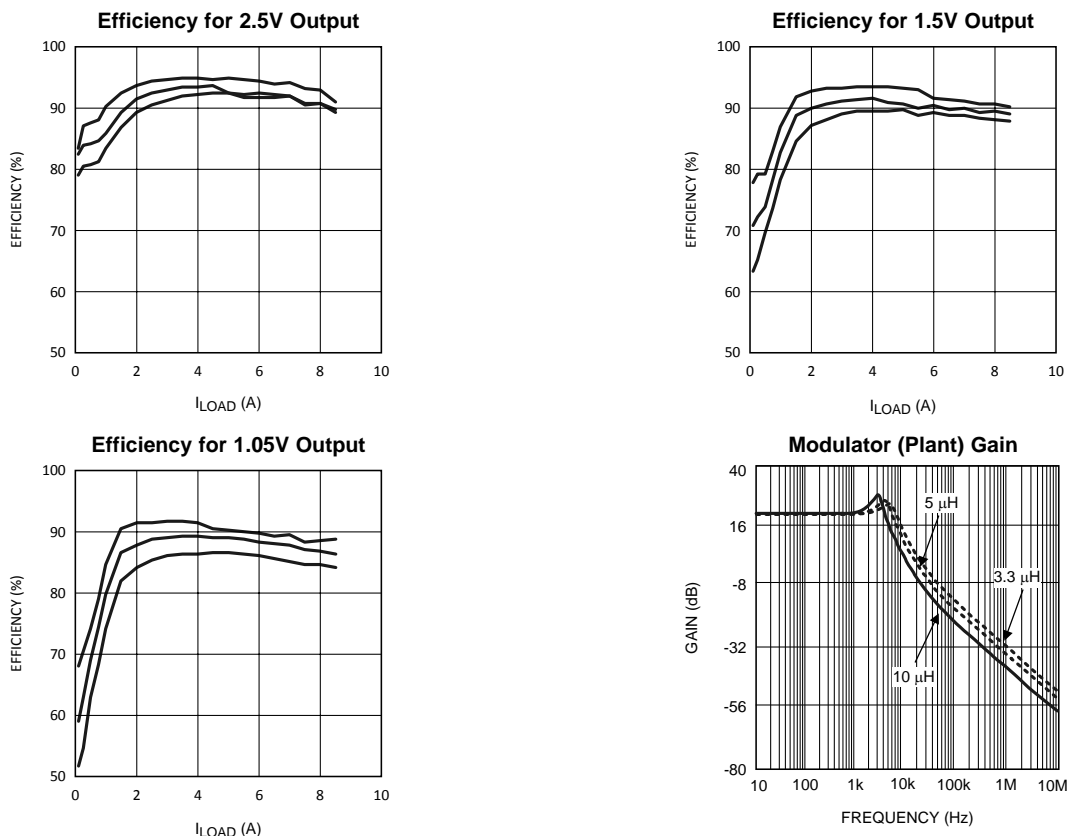 Efficiency for 2.5V Output
100
90
80
70
60
50
EFFICIENCY (%)
0 2 4 6 8 10
ILOAD (A)
Efficiency for 1.5V Output
100
90
80
70
60
50
EFFICIENCY (%)
0 2 4 6 8 10
ILOAD (A)
Efficiency for 1.05V Output
100
90
80
70
60
50
EFFICIENCY (%)
0 2 4 6 8 10
ILOAD (A)
Modulator (Plant) Gain
40
16
-8
-32
-56
-80
GAIN (dB)
5 μH
3.3 μH
10 μH
10 100 1k 10k 100k 1M 10M
FREQUENCY (Hz)